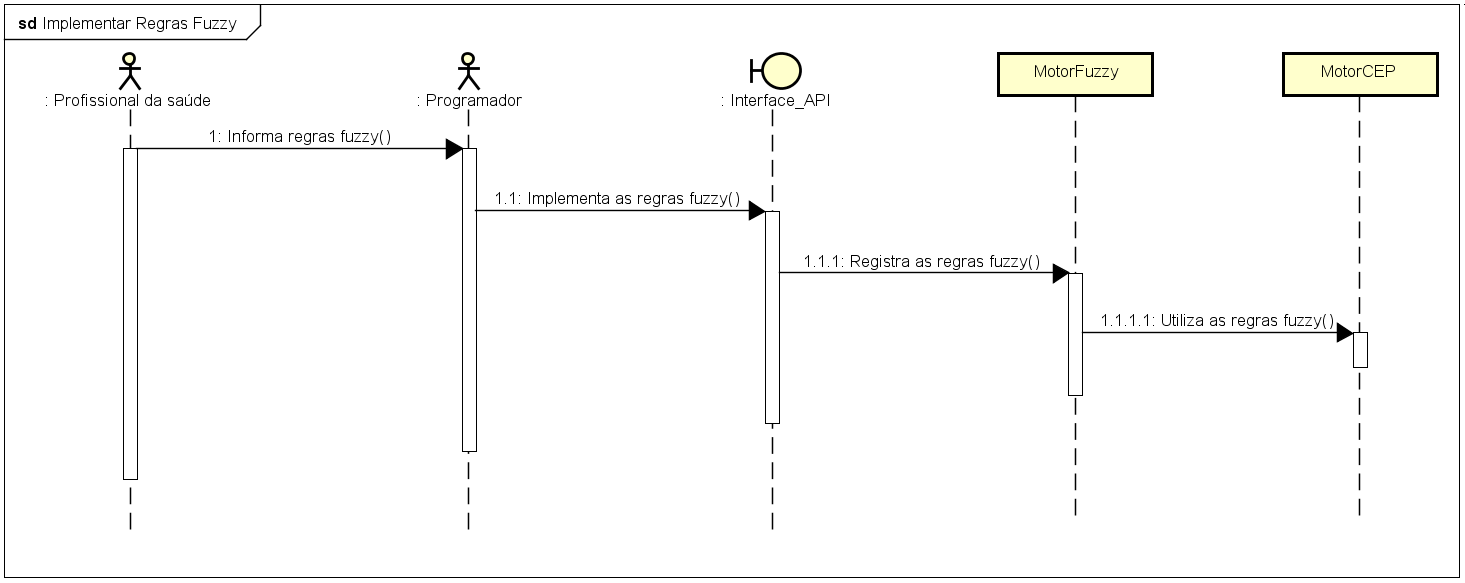 sd Implementar Regras Fuzzy
: Profissional da saúde
: Programador
: Interface_API
MotorFuzzy
MotorCEP
1: Informa regras fuzzy()
1.1: Implementa as regras fuzzy()
1.1.1: Registra as regras fuzzy()
1.1.1.1: Utiliza as regras fuzzy()